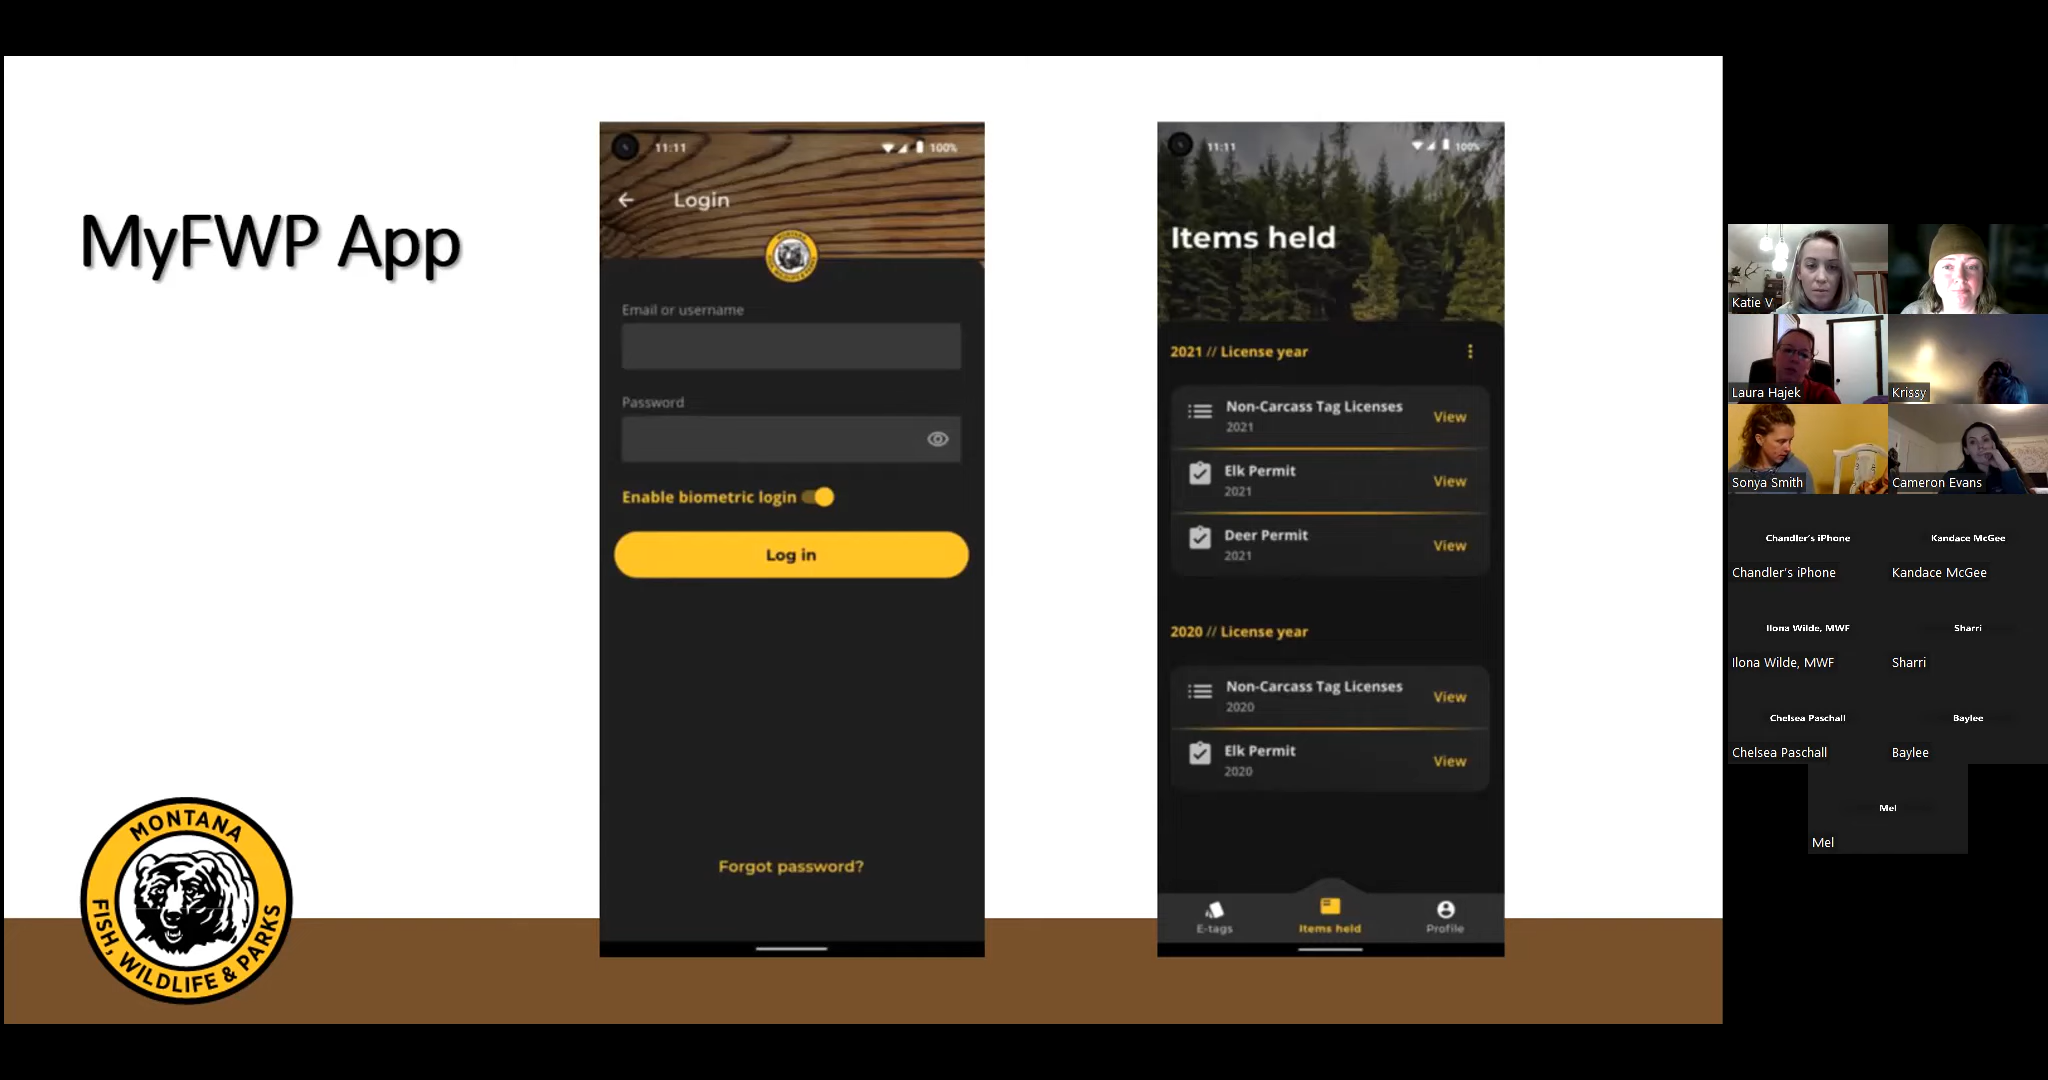 MyFWP App
MONTANA
FISH, WILDLIFE & PARKS
11:11
100%
Login
Email or username
Password
Enable biometric login
Log in
Forgot password?
11:11
100%
Items held
2021 // License year
Non-Carcass Tag Licenses
2021
View
Elk Permit
2021
View
Deer Permit
2021
View
2020 // License year
Non-Carcass Tag Licenses
2020
View
Elk Permit
2020
View
E-tags
Items held
Profile
Katie V
Laura Hajek
Krissy
Sonya Smith
Cameron Evans
Chandler's iPhone
Kandace McGee
Chandler's iPhone
Kandace McGee
Ilona Wilde, MWF
Sharri
Ilona Wilde, MWF
Sharri
Chelsea Paschall
Baylee
Chelsea Paschall
Baylee
Mel
Mel